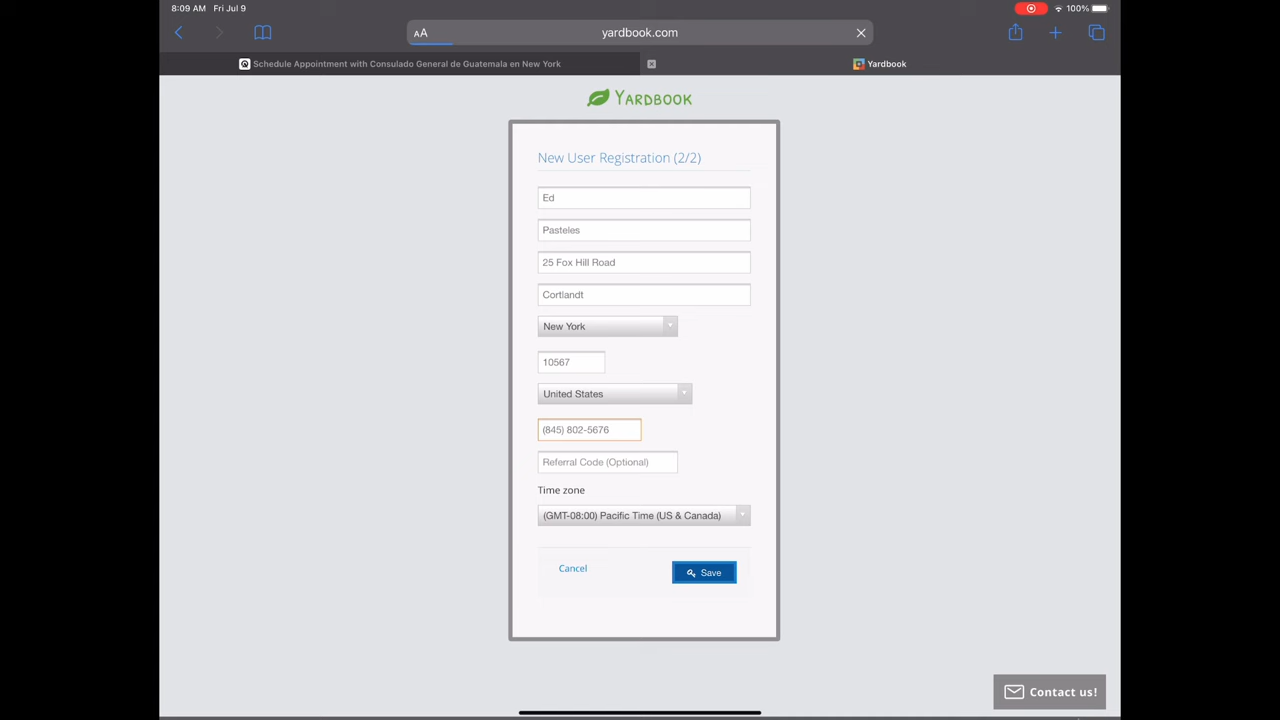 8:09 AM Fri Jul 9
100%
AA
yardbook.com
Schedule Appointment with Consulado General de Guatemala en New York
Yardbook
YARDBOOK
New User Registration (2/2)
Ed
Pasteles
25 Fox Hill Road
Cortlandt
New York
10567
United States
(845) 802-5676
Referral Code (Optional)
Time zone
(GMT-08:00) Pacific Time (US & Canada)
Cancel
Save
Contact us!